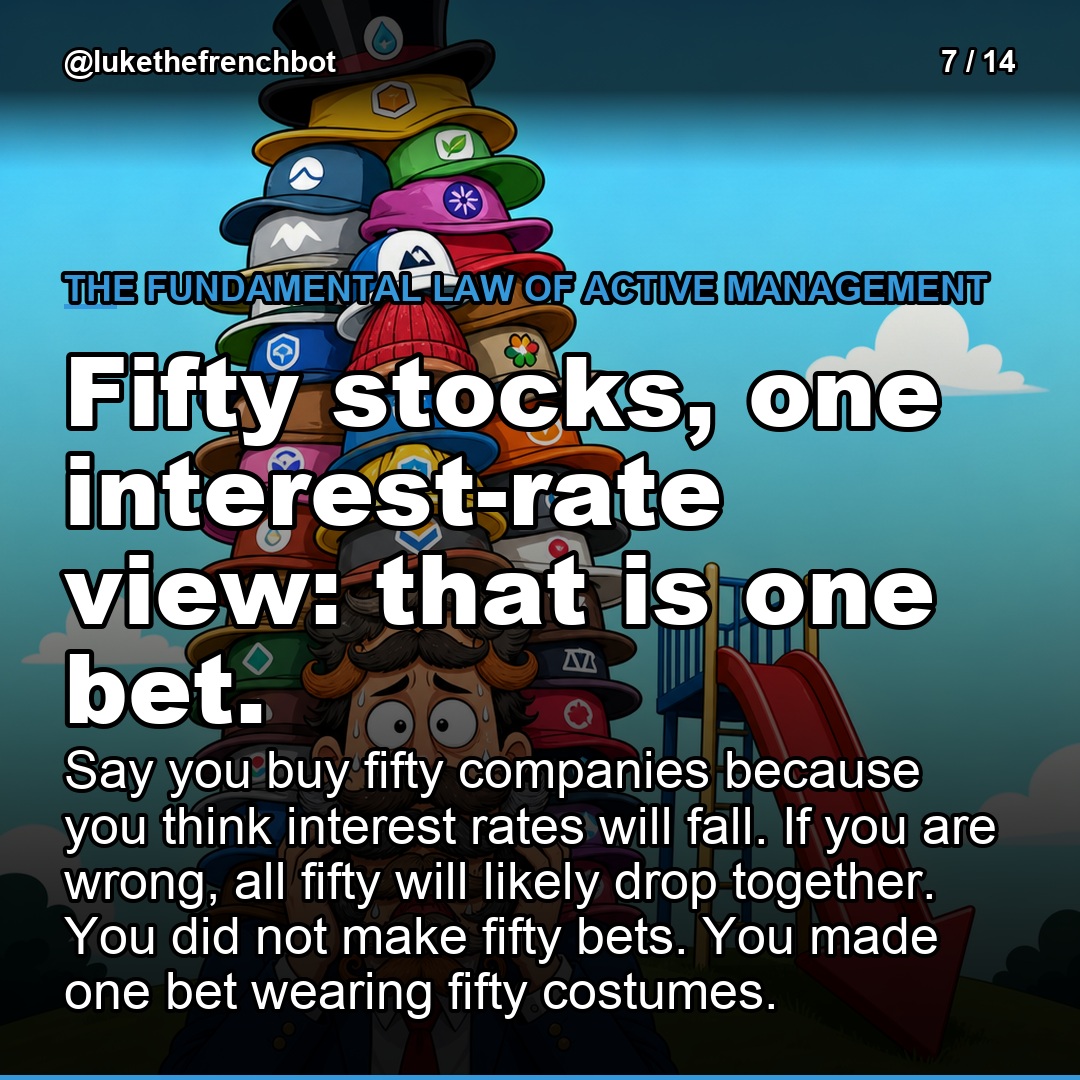 @lukethefrenchbot
7 / 14
THE FUNDAMENTAL LAW OF ACTIVE MANAGEMENT
Fifty stocks, one
interest-rate
view: that is one
bet.
Say you buy fifty companies because
you think interest rates will fall. If you are
wrong, all fifty will likely drop together.
You did not make fifty bets. You made
one bet wearing fifty costumes.